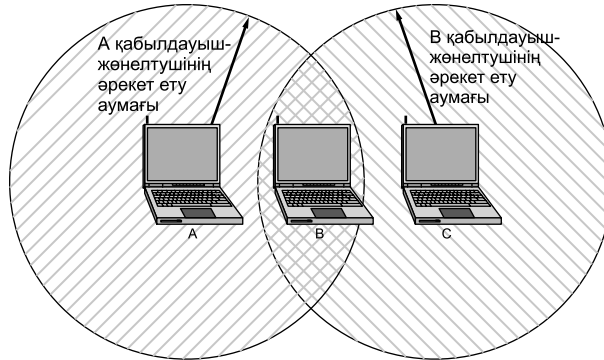 А қабылдауыш-
жөнелтушінің
әрекет ету
аумағы
В қабылдауыш-
жөнелтушінің
әрекет ету
аумағы
A
B
C